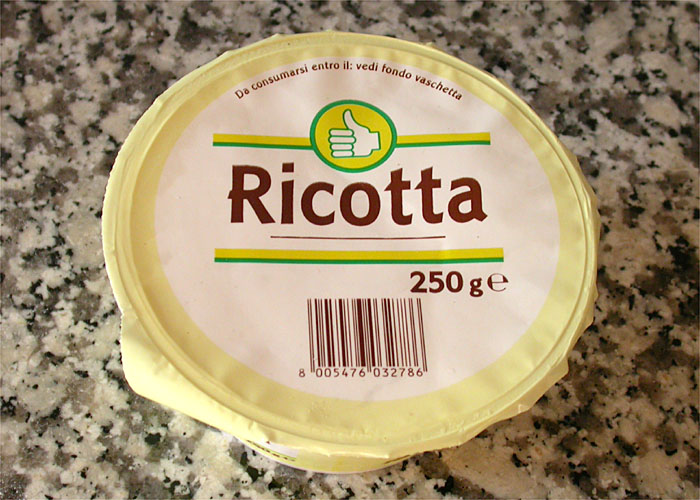 Da consumarsi entro il: vedi fondo vaschetta
Ricotta
250 g e
8 005476 032786